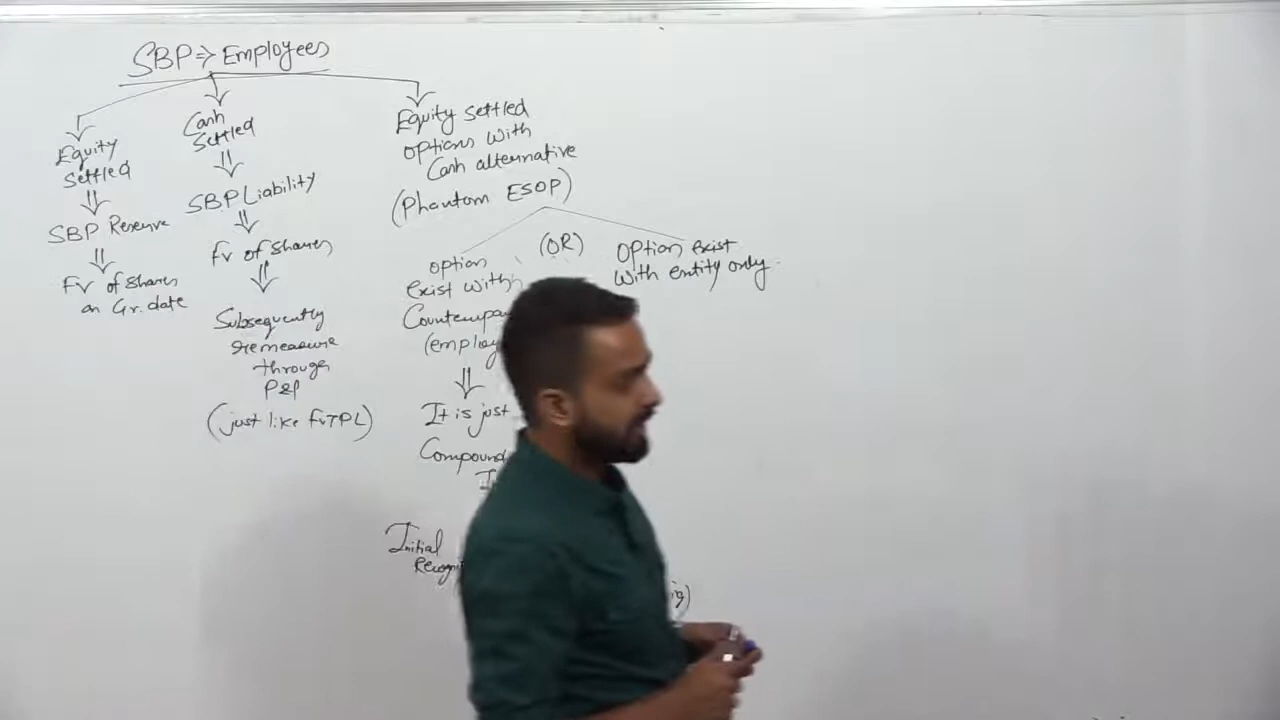 SBP ⇒ Employees
Equity
Settled
SBP Reserve
FV of Shares
on Gr. date
Cash
Settled
SBP Liability
FV of Shares
Subsequently
remeasure
through
P&L
(just like FVTPL)
Equity Settled
options with
Cash alternative
(Phantom ESOP)
option
exist with
(OR)
Option exist
with entity only
It is just
Compound
Initial